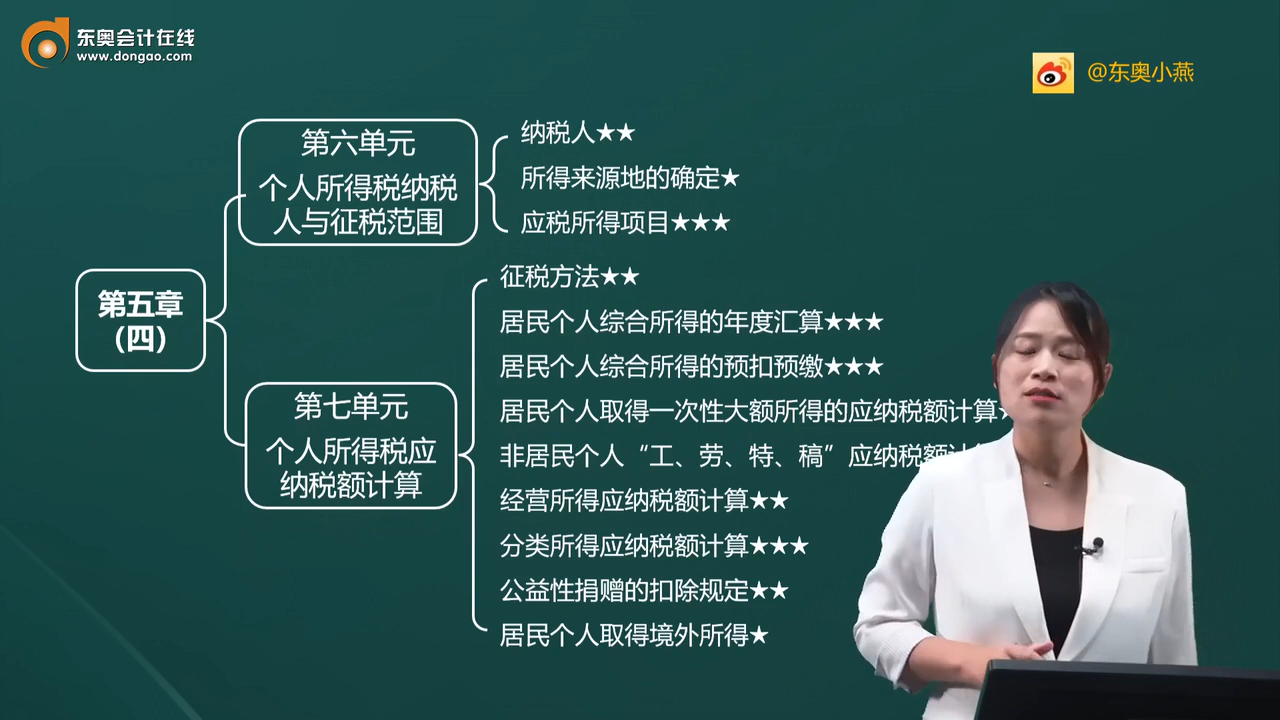 东奥会计在线
www.dongao.com
@东奥小燕
第五章
(四)
第六单元
个人所得税纳税
人与征税范围
纳税人★★
所得来源地的确定★
应税所得项目★★★
第七单元
个人所得税应
纳税额计算
征税方法★★
居民个人综合所得的年度汇算★★★
居民个人综合所得的预扣预缴★★★
居民个人取得一次性大额所得的应纳税额计算
非居民个人“工、劳、特、稿”应纳税额
经营所得应纳税额计算★★
分类所得应纳税额计算★★★
公益性捐赠的扣除规定★★
居民个人取得境外所得★